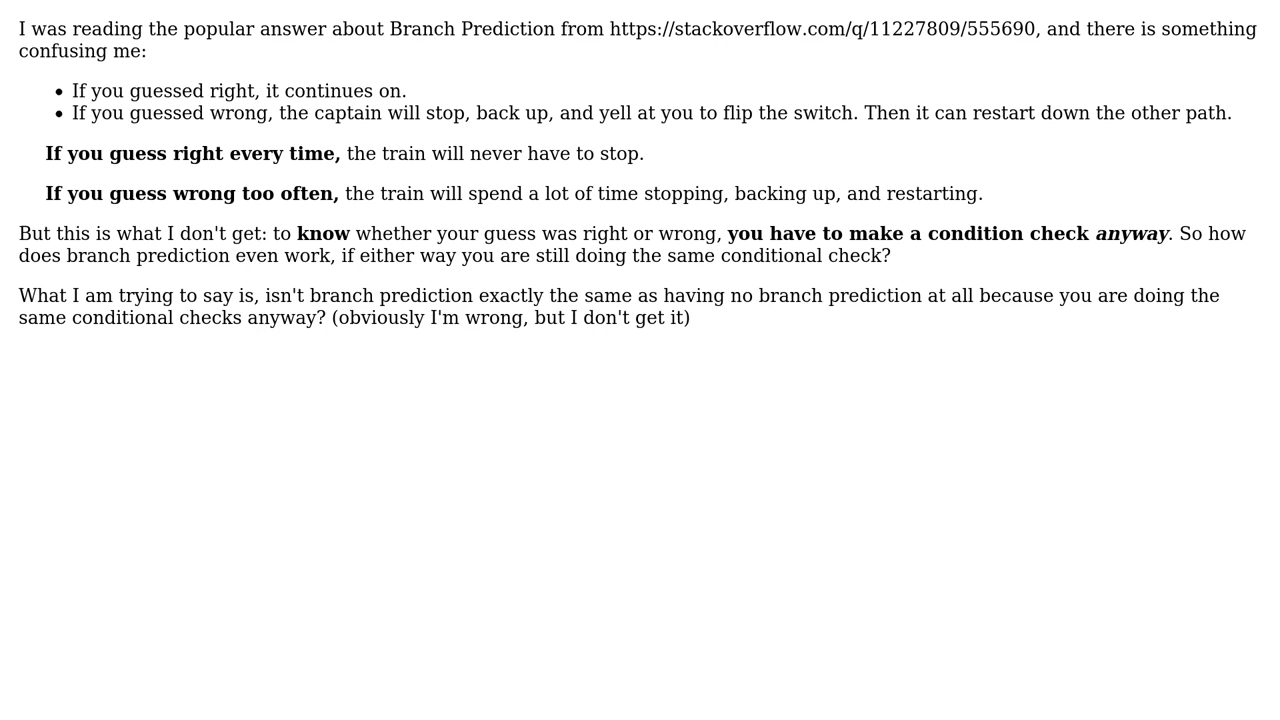 I was reading the popular answer about Branch Prediction from https://stackoverflow.com/q/11227809/555690, and there is something
confusing me:
• If you guessed right, it continues on.
• If you guessed wrong, the captain will stop, back up, and yell at you to flip the switch. Then it can restart down the other path.
If you guess right every time, the train will never have to stop.
If you guess wrong too often, the train will spend a lot of time stopping, backing up, and restarting.
But this is what I don't get: to know whether your guess was right or wrong, you have to make a condition check anyway. So how
does branch prediction even work, if either way you are still doing the same conditional check?
What I am trying to say is, isn't branch prediction exactly the same as having no branch prediction at all because you are doing the
same conditional checks anyway? (obviously I'm wrong, but I don't get it)